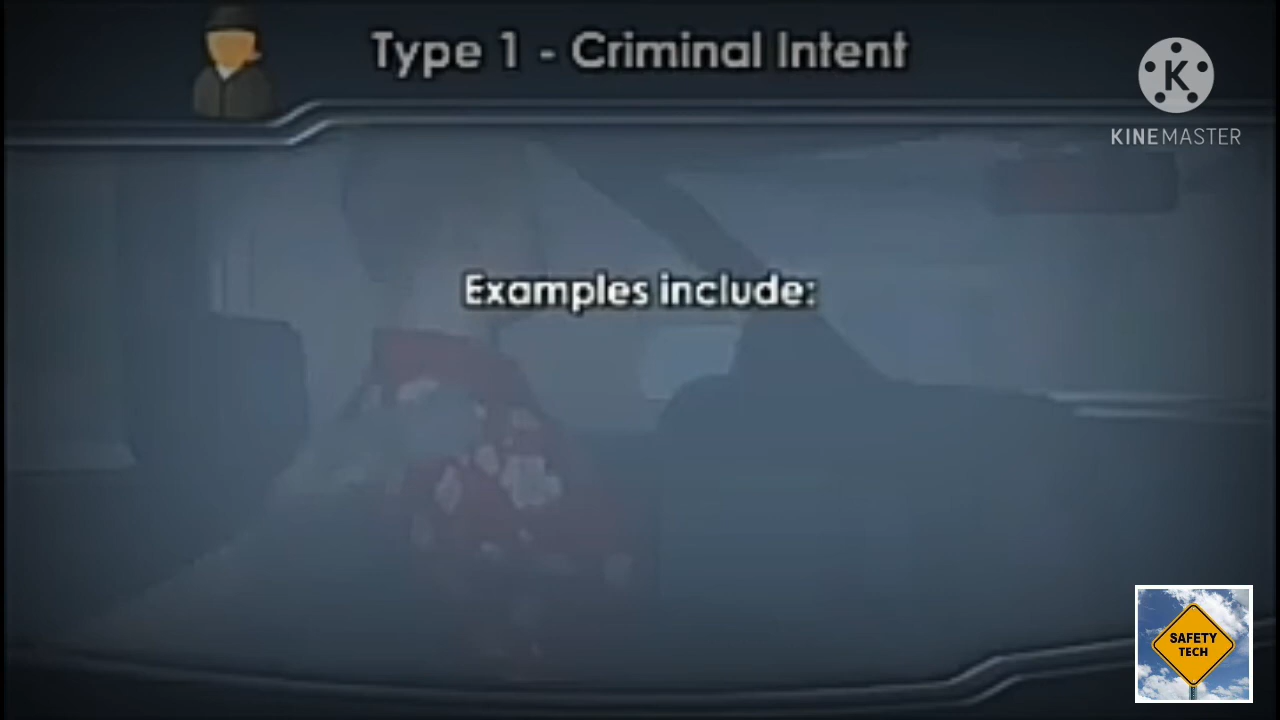 Type 1 - Criminal Intent
K
KINEMASTER
Examples include:
SAFETY
TECH